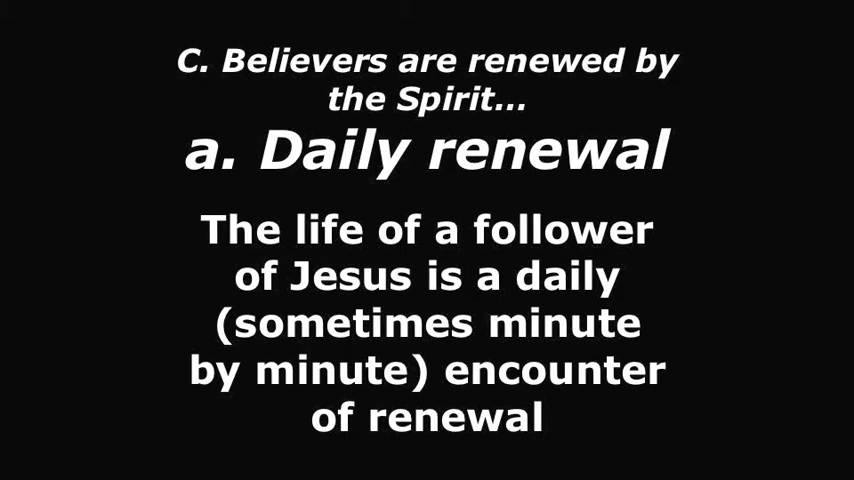 C. Believers are renewed by
the Spirit...
a. Daily renewal
The life of a follower
of Jesus is a daily
(sometimes minute
by minute) encounter
of renewal